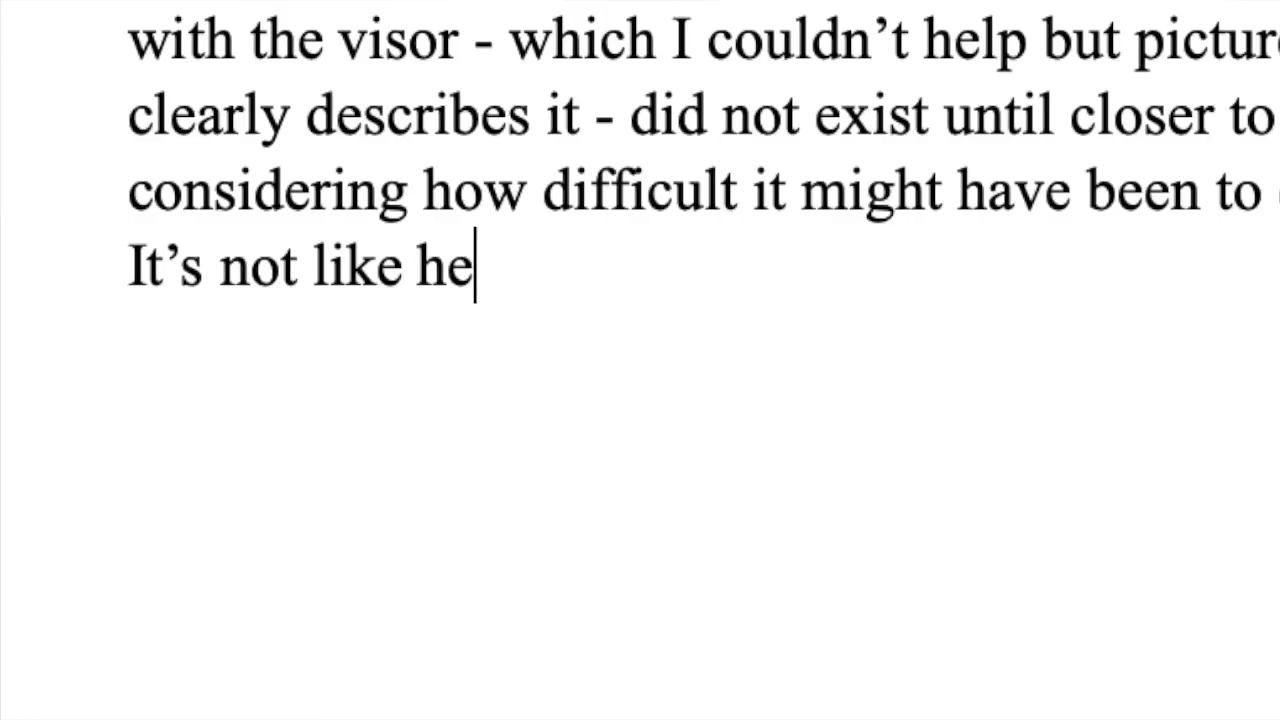 with the visor - which I couldn’t help but picture
clearly describes it - did not exist until closer to
considering how difficult it might have been to
It’s not like he